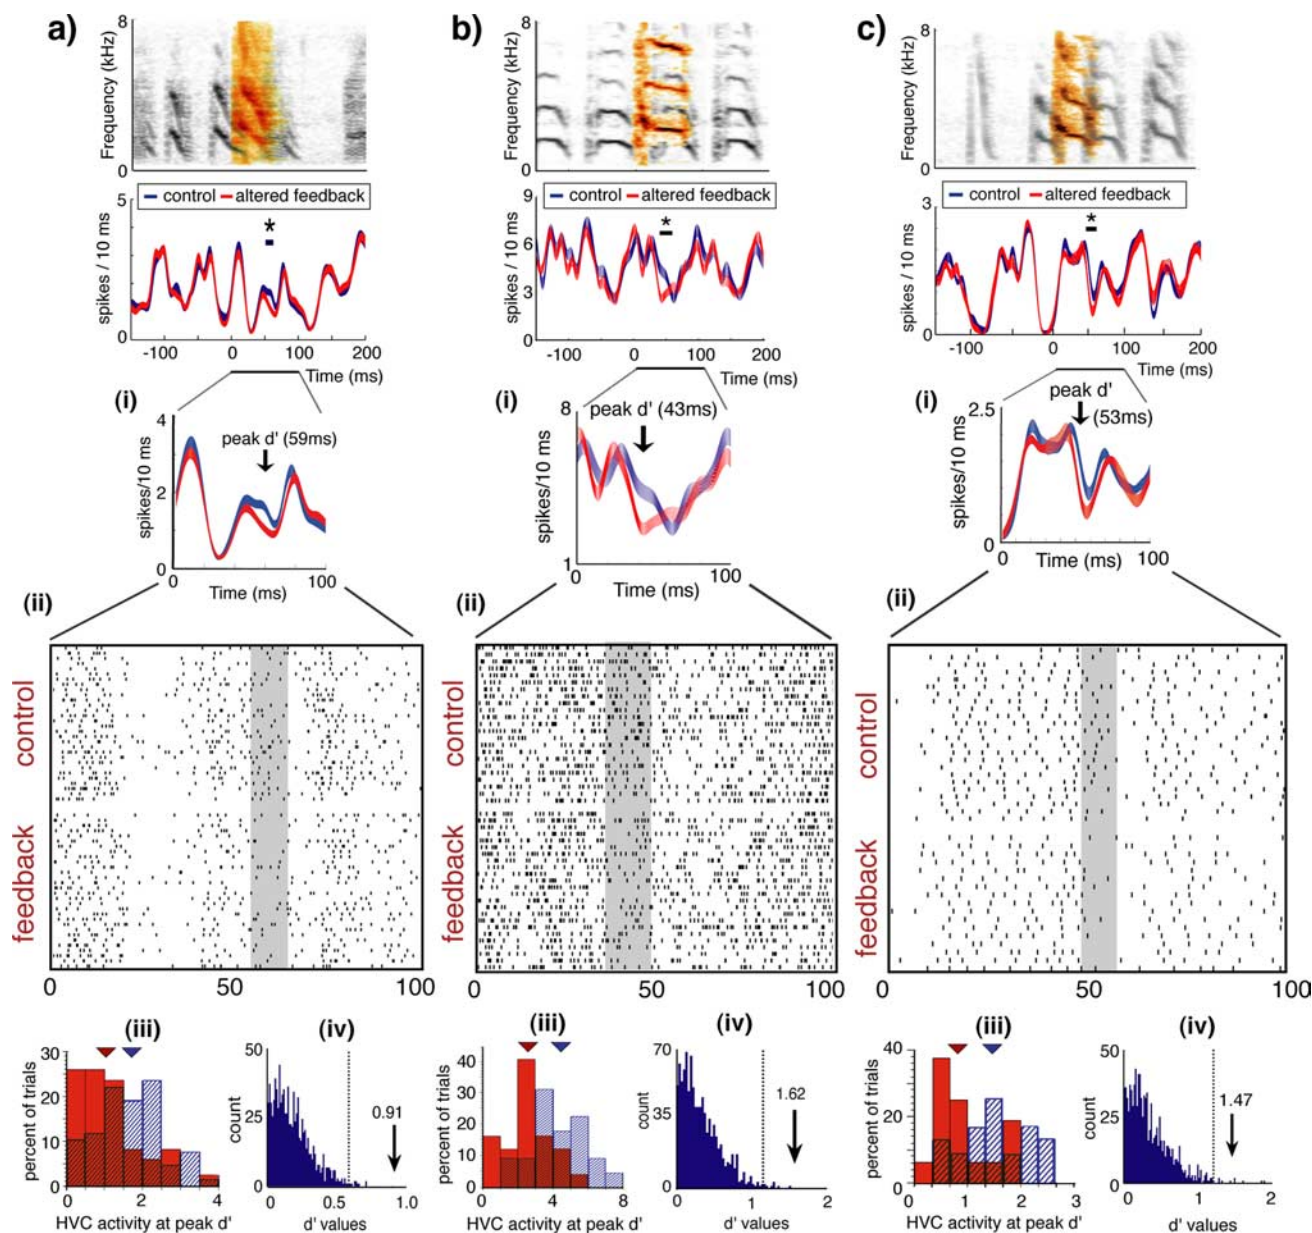 a)
8
Frequency (kHz)
0
control altered feedback
5
spikes / 10 ms
0
*
-100 0 100 200
Time (ms)
(i)
4
2
0
spikes/10 ms
peak d' (59ms)
0 100
Time (ms)
(ii)
control
feedback
0 50 100
(iii)
30
20
10
0
percent of trials
0 2 4
HVC activity at peak d'
(iv)
50
25
0
count
0.91
0 0.5 1.0
d' values
b)
8
Frequency (kHz)
0
control altered feedback
9
6
3
0
spikes / 10 ms
*
-100 0 100 200
Time (ms)
(i)
8
1
spikes/10 ms
peak d' (43ms)
0 100
Time (ms)
(ii)
control
feedback
0 50 100
(iii)
40
30
20
10
0
percent of trials
0 4 8
HVC activity at peak d'
(iv)
70
35
0
count
1.62
0 1 2
d' values
c)
8
Frequency (kHz)
0
control altered feedback
3
2
1
0
spikes / 10 ms
*
-100 0 100 200
Time (ms)
(i)
2.5
0
spikes/10 ms
peak d'
(53ms)
0 100
Time (ms)
(ii)
control
feedback
0 50 100
(iii)
40
20
0
percent of trials
0 1 2 3
HVC activity at peak d'
(iv)
50
25
0
count
1.47
0 1 2
d' values